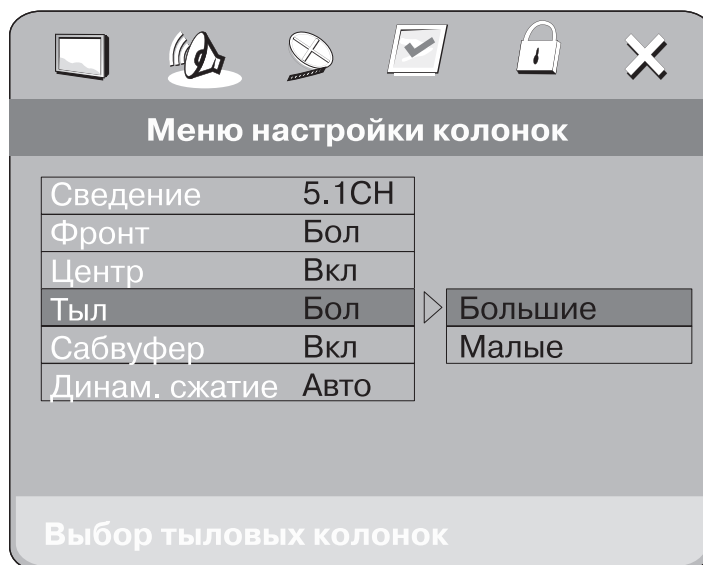 Меню настройки колонок
Сведение 5.1CH
Фронт Бол
Центр Вкл
Тыл Бол Большие
Сабвуфер Вкл Малые
Динам. сжатие Авто
Выбор тыловых колонок